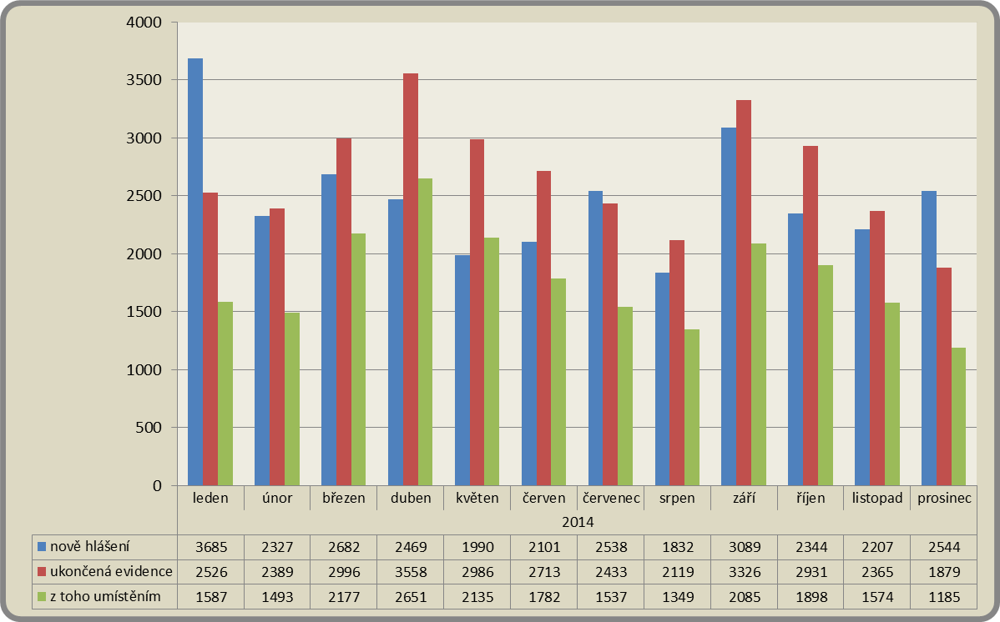 4000
3500
3000
2500
2000
1500
1000
500
0
leden únor březen duben květen červen červenec srpen září říjen listopad prosinec
2014
nově hlášení 3685 2327 2682 2469 1990 2101 2538 1832 3089 2344 2207 2544
ukončená evidence 2526 2389 2996 3558 2986 2713 2433 2119 3326 2931 2365 1879
z toho umístěním 1587 1493 2177 2651 2135 1782 1537 1349 2085 1898 1574 1185